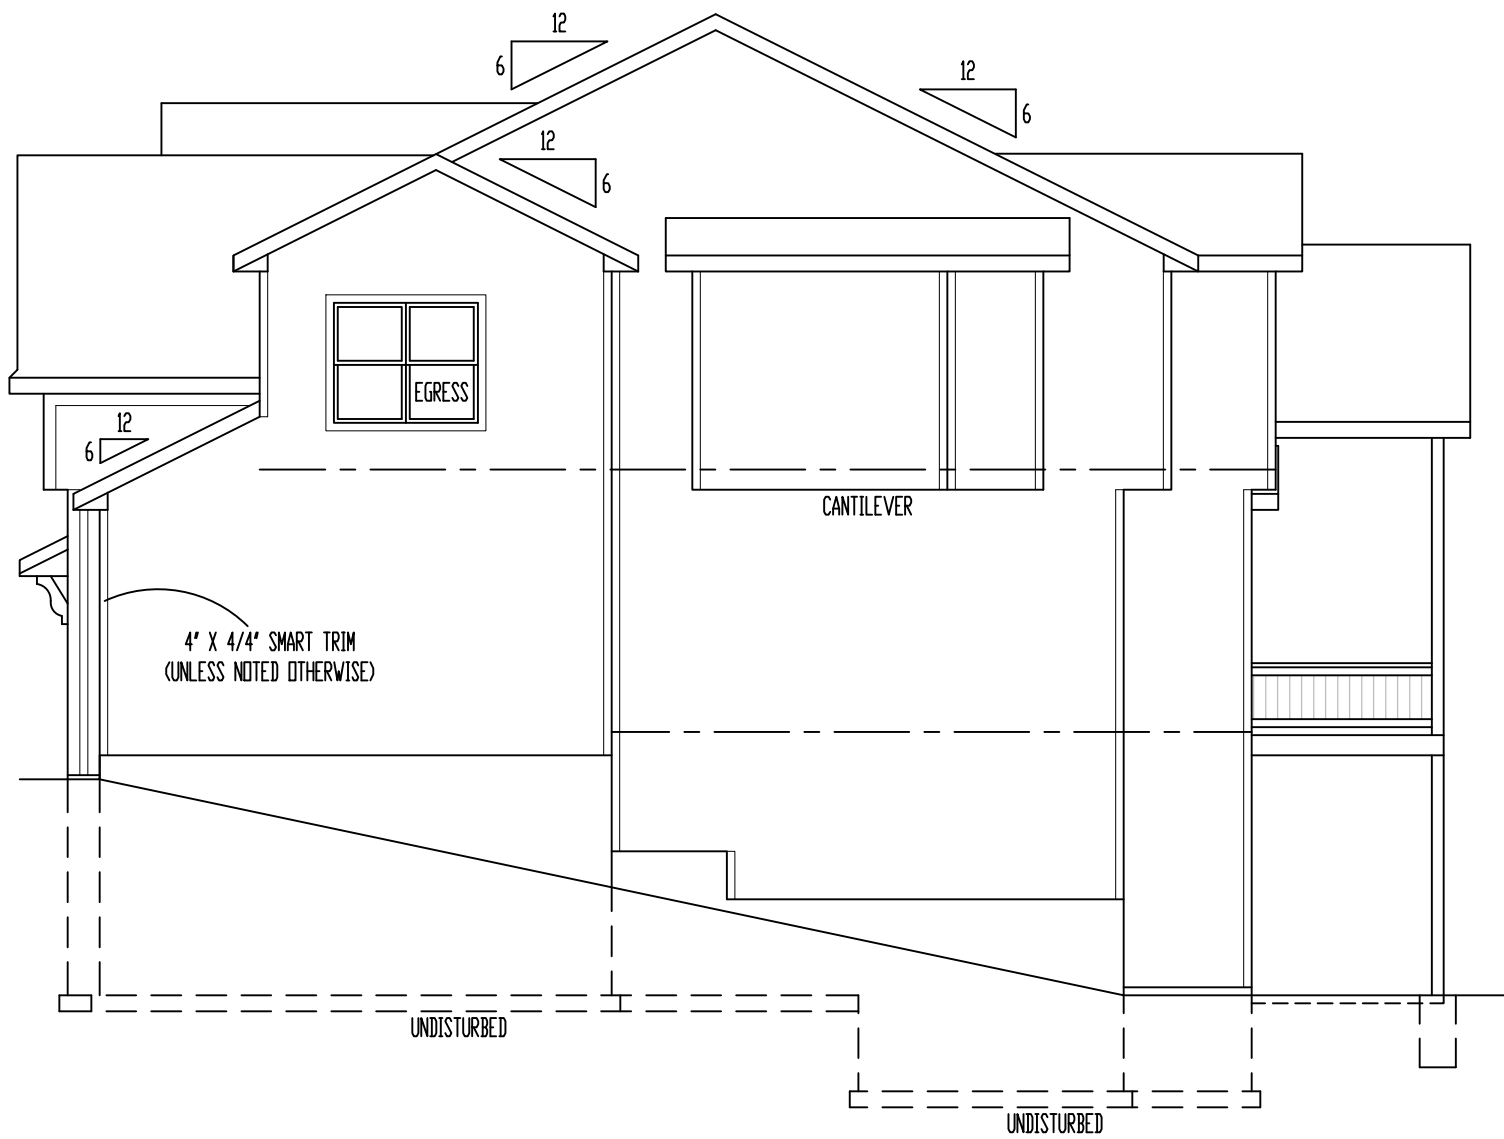 12
6
12
6
12
6
EGRESS
12
6
CANTILEVER
4" X 4/4" SMART TRIM
(UNLESS NOTED OTHERWISE)
UNDISTURBED
UNDISTURBED